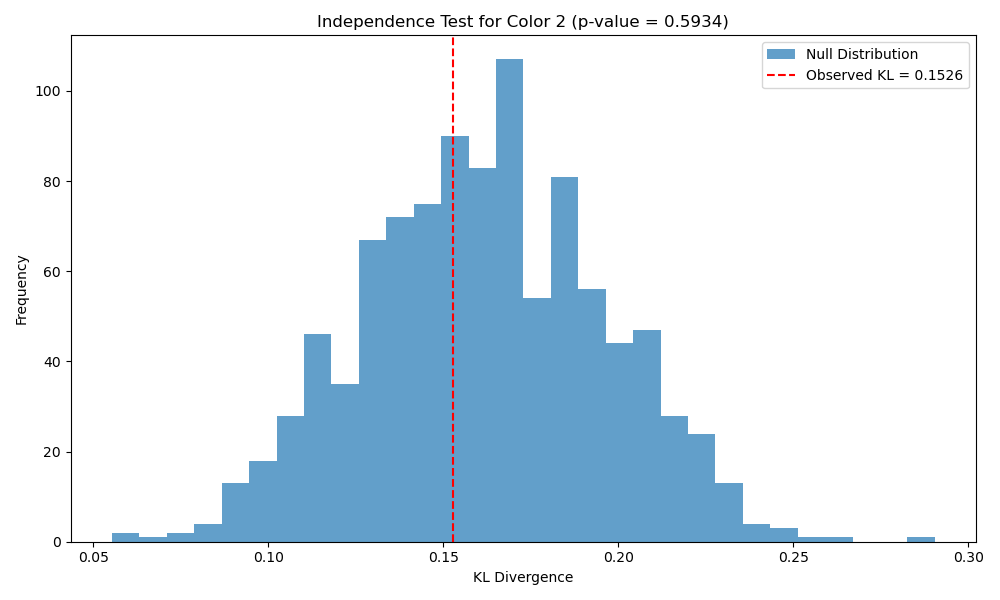 Independence Test for Color 2 (p-value = 0.5934)
Null Distribution
Observed KL = 0.1526
Frequency
100
80
60
40
20
0
0.05
0.10
0.15
0.20
0.25
0.30
KL Divergence